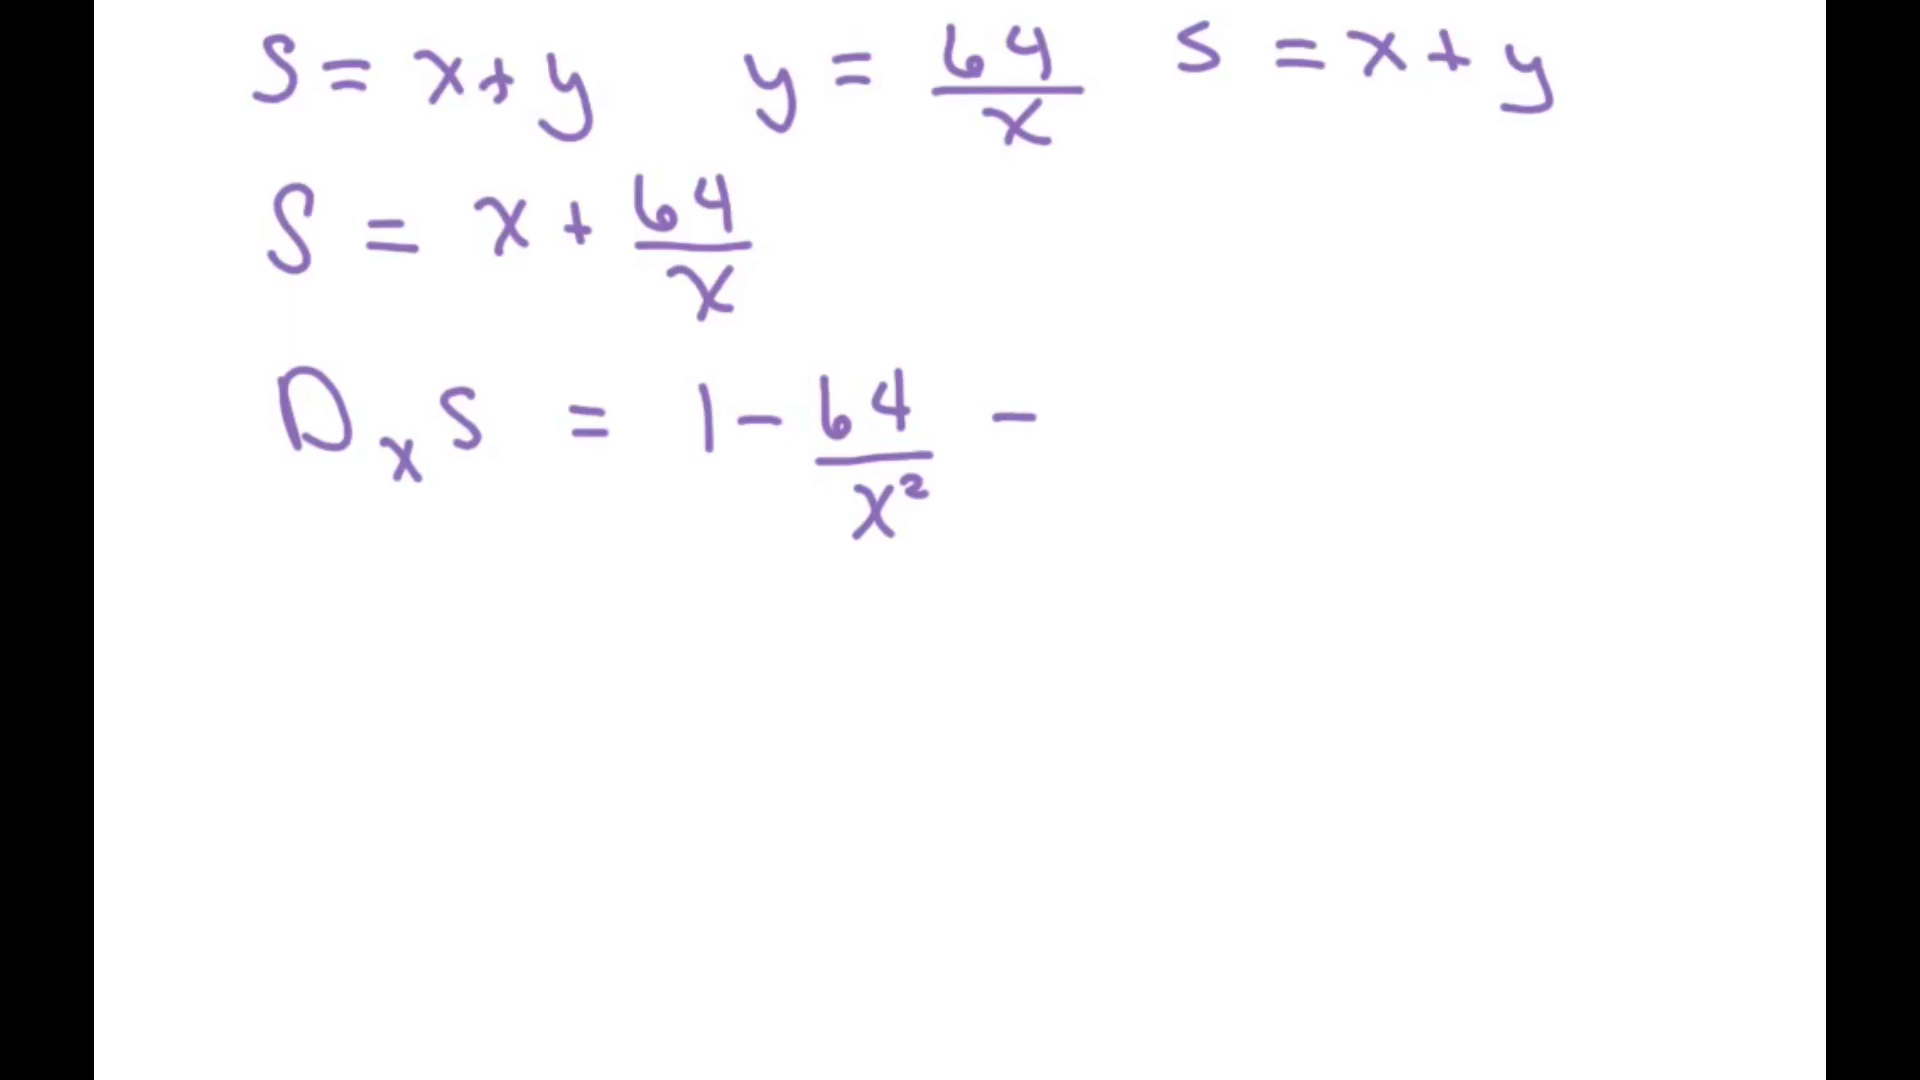 S = x + y y = 64/x S = x + y
S = x + 64/x
DₓS = 1 - 64/x² -